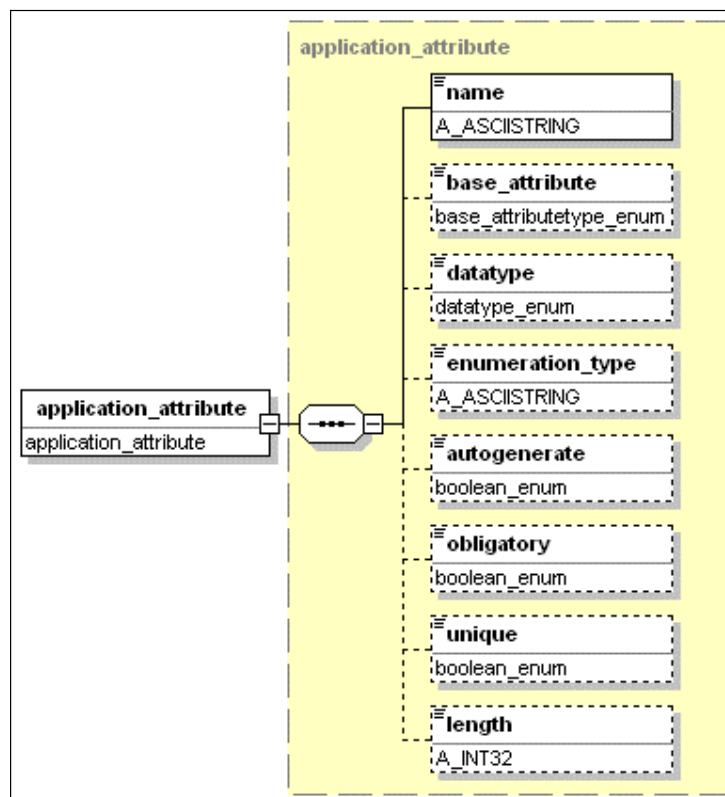 application_attribute
name
A_ASCIISTRING
base_attribute
base_attributetype_enum
datatype
datatype_enum
enumeration_type
A_ASCIISTRING
application_attribute
application_attribute
autogenerate
boolean_enum
obligatory
boolean_enum
unique
boolean_enum
length
A_INT32